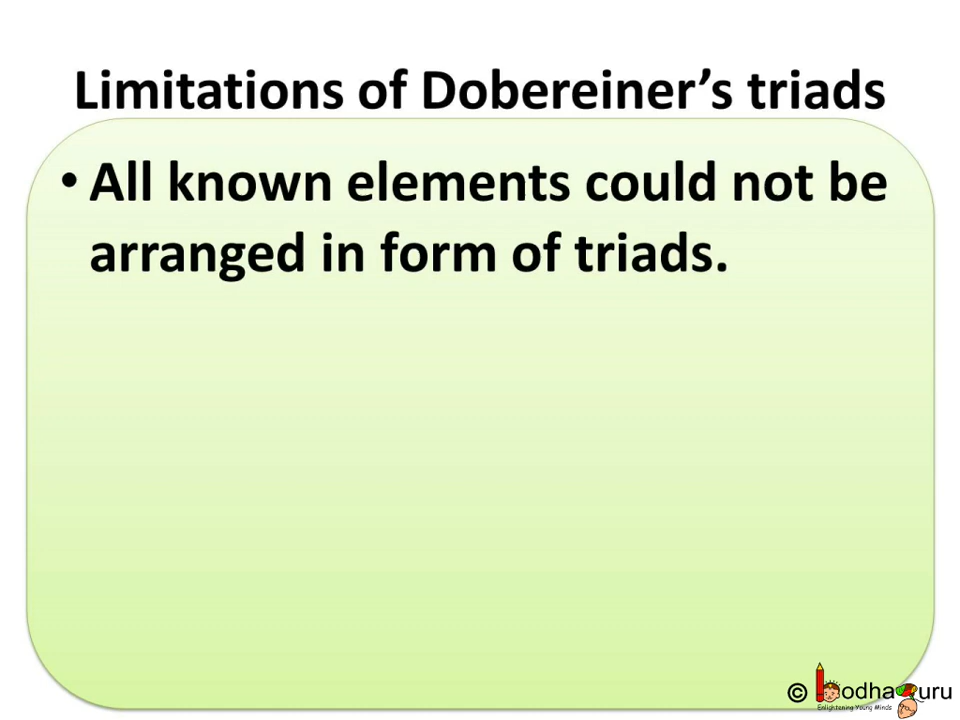 Limitations of Dobereiner’s triads
• All known elements could not be
arranged in form of triads.
© bodhaGuru
Enlightening Young Minds